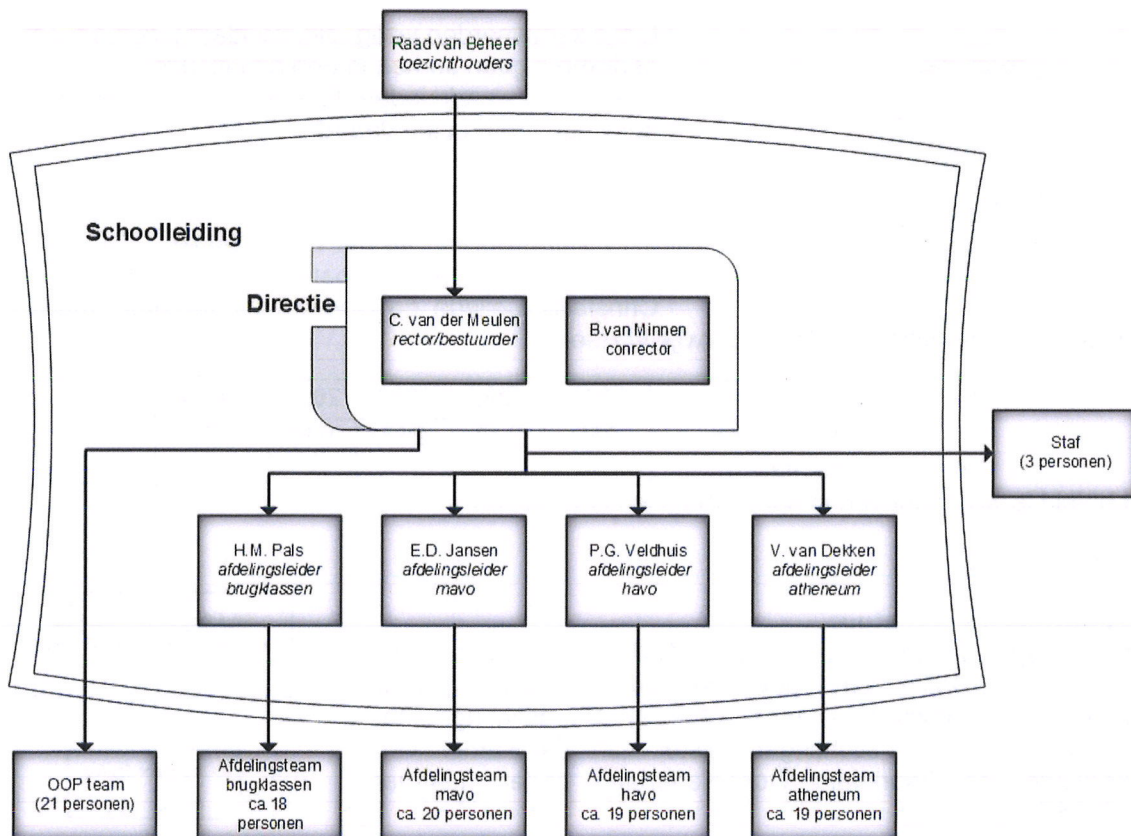 Raad van Beheer
toezichthouders
Schoolleiding
Directie
C. van der Meulen
rector/bestuurder
B.van Minnen
conrector
Staf
(3 personen)
H.M. Pals
afdelingsleider
brugklassen
E.D. Jansen
afdelingsleider
mavo
P.G. Veldhuis
afdelingsleider
havo
V. van Dekken
afdelingsleider
atheneum
OOP team
(21 personen)
Afdelingsteam
brugklassen
ca. 18
personen
Afdelingsteam
mavo
ca. 20 personen
Afdelingsteam
havo
ca. 19 personen
Afdelingsteam
atheneum
ca. 19 personen